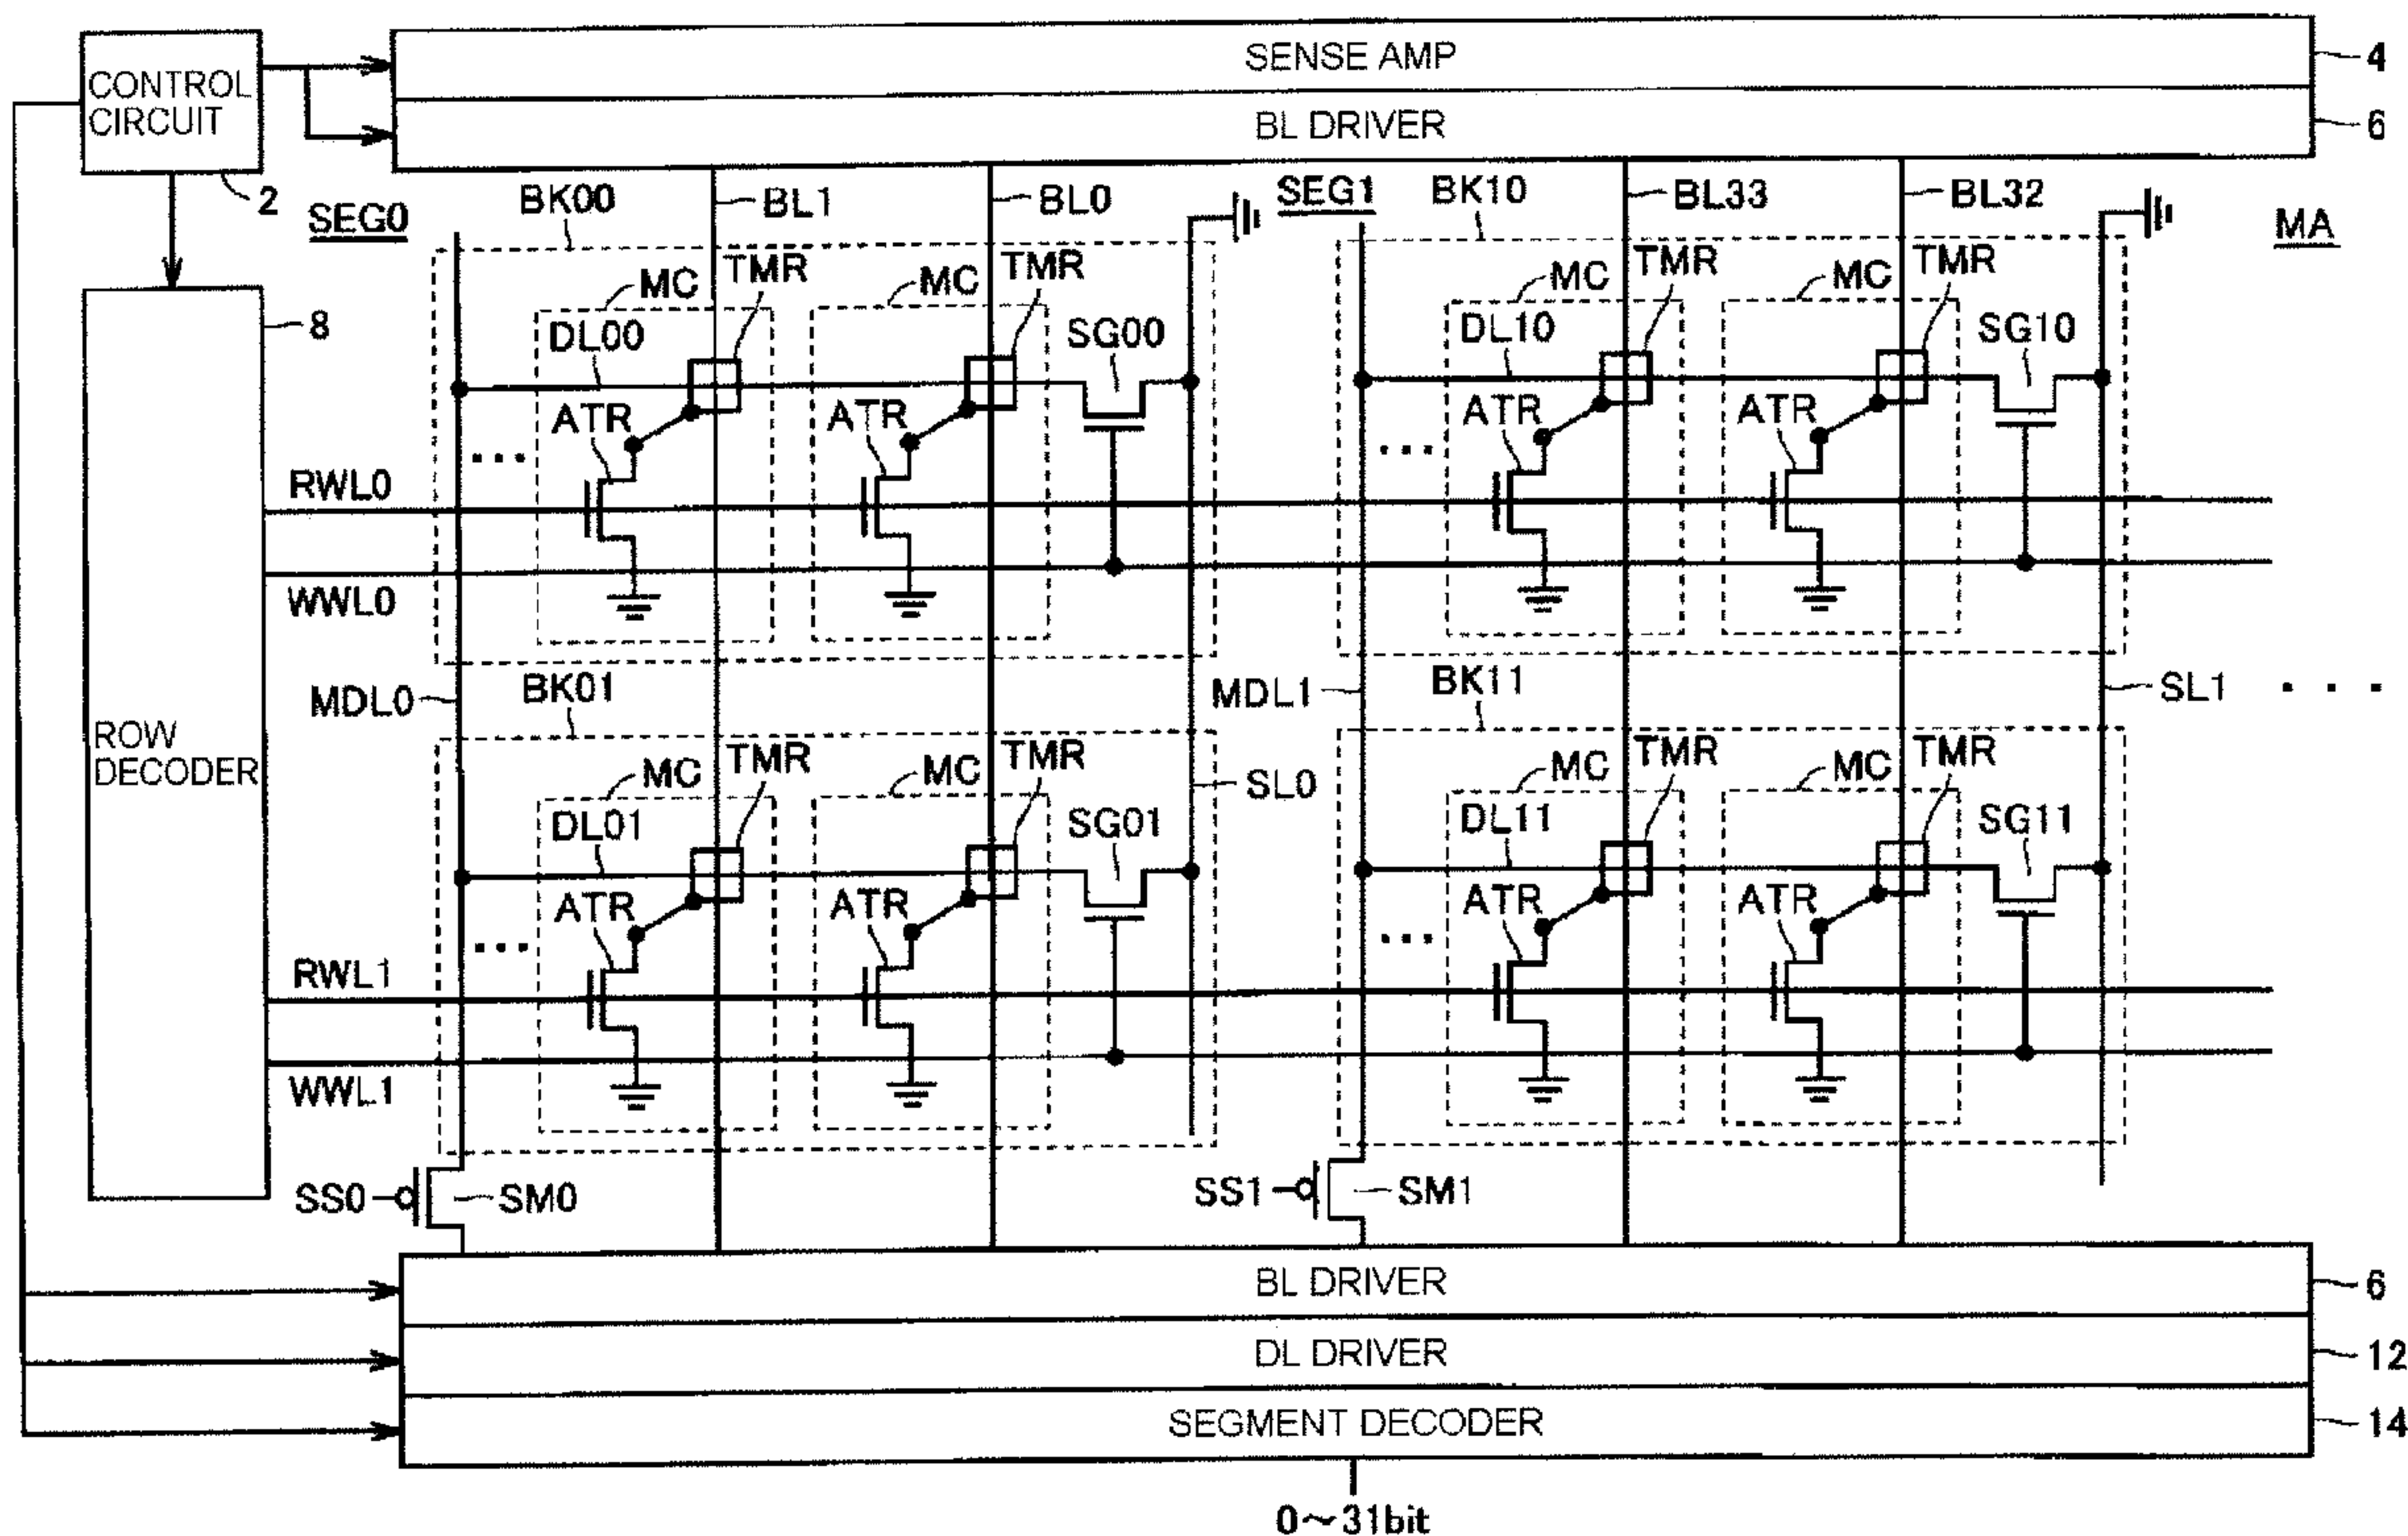 CONTROL
CIRCUIT
SENSE AMP
4
BL DRIVER
6
2
SEG0
BK00
BL1
BL0
SEG1
BK10
BL33
BL32
MA
8
MC
TMR
MC
TMR
MC
TMR
MC
TMR
DL00
SG00
DL10
SG10
ATR
ATR
ATR
ATR
...
...
RWL0
WWL0
MDL0
BK01
MDL1
BK11
SL1
. . .
ROW
DECODER
MC
TMR
MC
TMR
SL0
MC
TMR
MC
TMR
DL01
SG01
DL11
SG11
ATR
ATR
ATR
ATR
...
...
RWL1
WWL1
SS0
SM0
SS1
SM1
BL DRIVER
6
DL DRIVER
12
SEGMENT DECODER
14
0~31bit